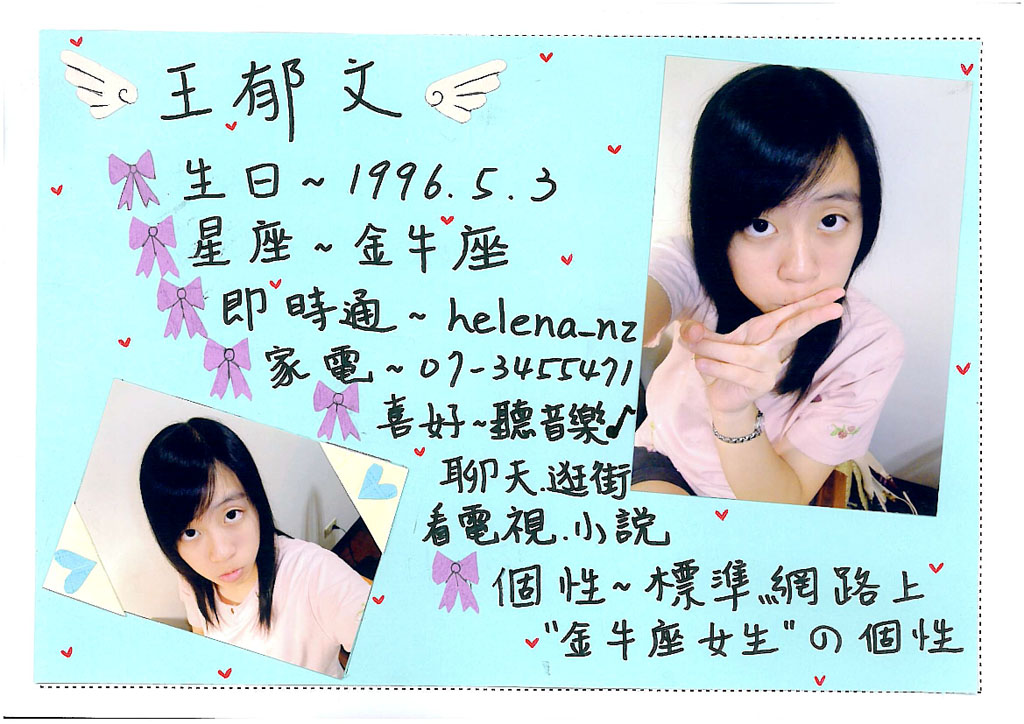 王郁文
生日~1996.5.3
星座~金牛座
即時通~helena_nz
家電~07-3455471
喜好~聽音樂♪
聊天.逛街
看電視.小說
個性~標準網路上
"金牛座女生"の個性